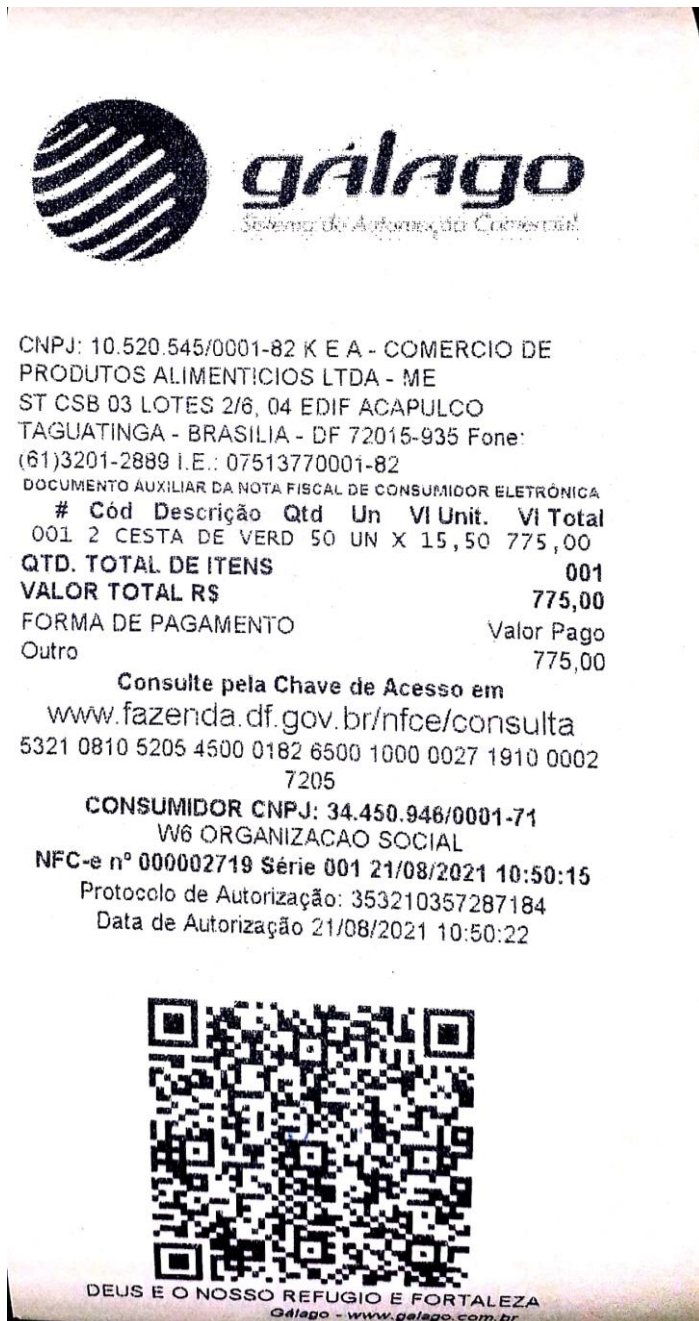 gálago
Sistema de Automação Comercial
CNPJ: 10.520.545/0001-82 K E A - COMERCIO DE
PRODUTOS ALIMENTICIOS LTDA - ME
ST CSB 03 LOTES 2/6, 04 EDIF ACAPULCO
TAGUATINGA - BRASILIA - DF 72015-935 Fone:
(61)3201-2889 I.E.: 07513770001-82
DOCUMENTO AUXILIAR DA NOTA FISCAL DE CONSUMIDOR ELETRÔNICA
# Cód Descrição Qtd Un Vl Unit. Vl Total
001 2 CESTA DE VERD 50 UN X 15,50 775,00
QTD. TOTAL DE ITENS 001
VALOR TOTAL R$ 775,00
FORMA DE PAGAMENTO Valor Pago
Outro 775,00
Consulte pela Chave de Acesso em
www.fazenda.df.gov.br/nfce/consulta
5321 0810 5205 4500 0182 6500 1000 0027 1910 0002
7205
CONSUMIDOR CNPJ: 34.450.946/0001-71
W6 ORGANIZACAO SOCIAL
NFC-e nº 000002719 Série 001 21/08/2021 10:50:15
Protocolo de Autorização: 353210357287184
Data de Autorização 21/08/2021 10:50:22
DEUS E O NOSSO REFUGIO E FORTALEZA
Gálago - www.galago.com.br